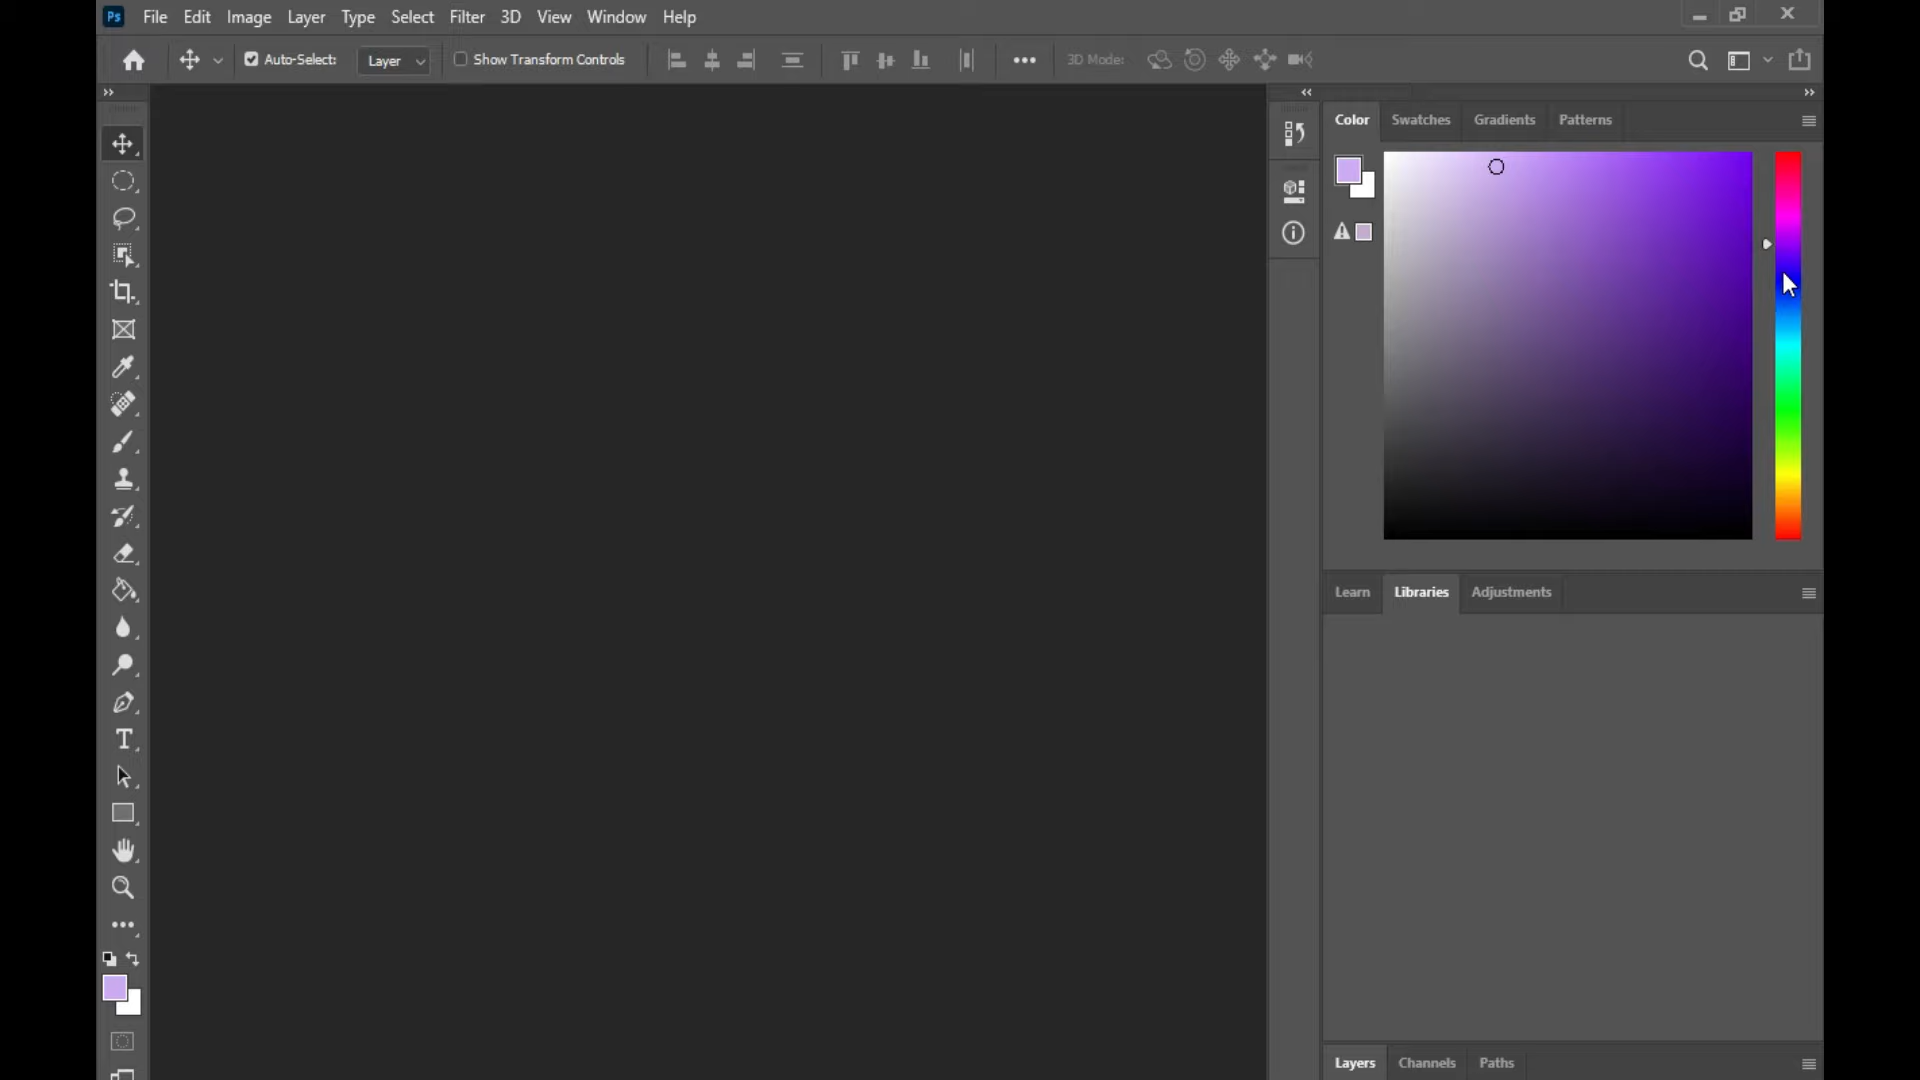 Ps File Edit Image Layer Type Select Filter 3D View Window Help
Auto-Select: Layer Show Transform Controls 3D Mode:
Color Swatches Gradients Patterns
Learn Libraries Adjustments
Layers Channels Paths